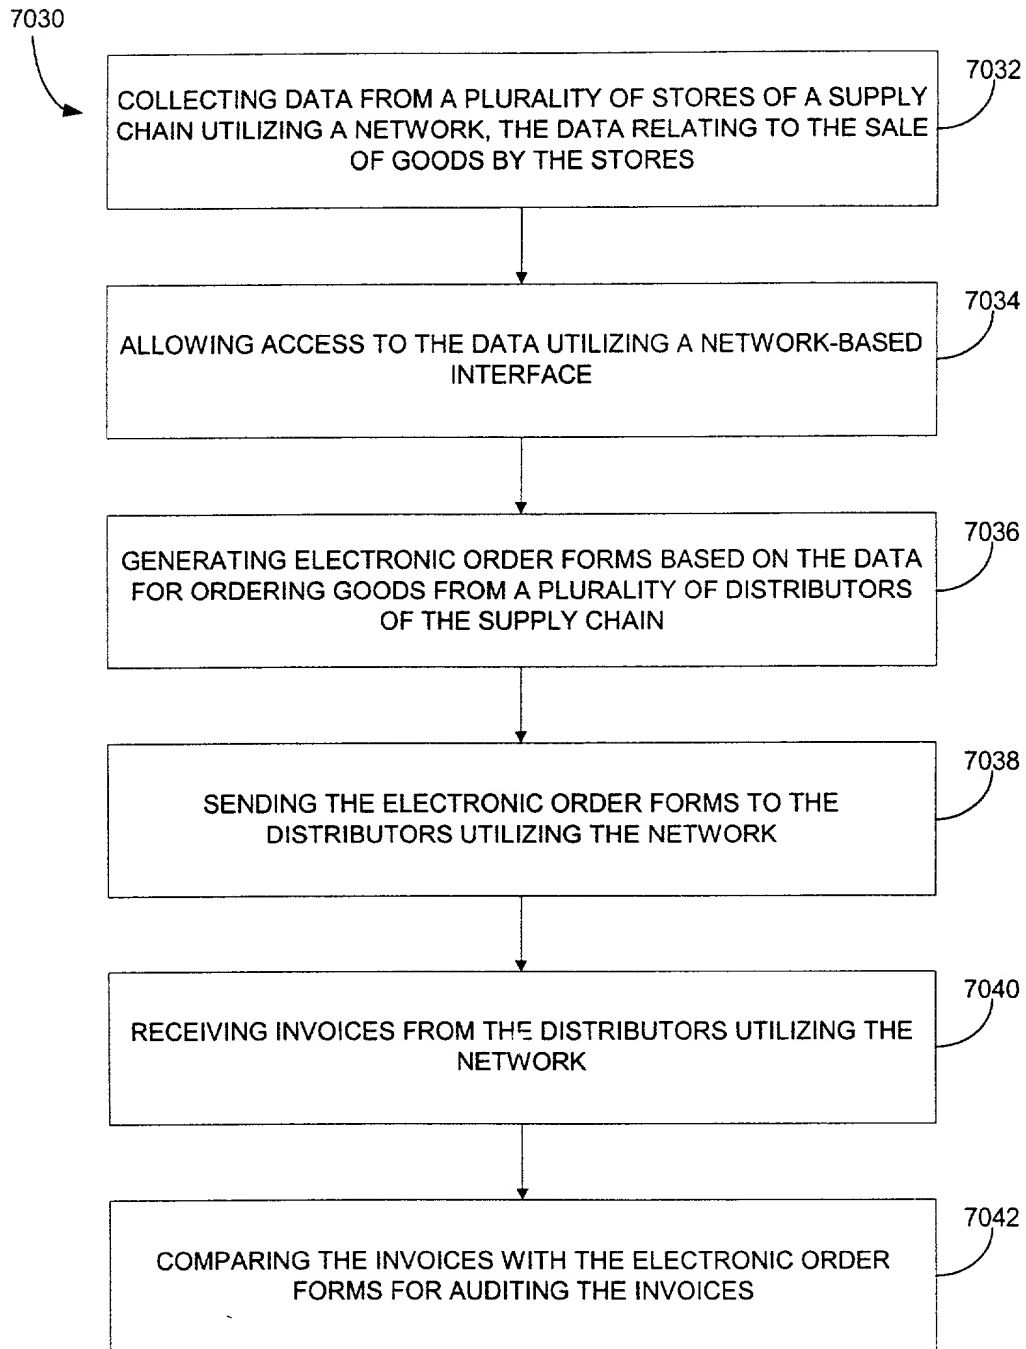 7030
7032
COLLECTING DATA FROM A PLURALITY OF STORES OF A SUPPLY
CHAIN UTILIZING A NETWORK, THE DATA RELATING TO THE SALE
OF GOODS BY THE STORES
7034
ALLOWING ACCESS TO THE DATA UTILIZING A NETWORK-BASED
INTERFACE
7036
GENERATING ELECTRONIC ORDER FORMS BASED ON THE DATA
FOR ORDERING GOODS FROM A PLURALITY OF DISTRIBUTORS
OF THE SUPPLY CHAIN
7038
SENDING THE ELECTRONIC ORDER FORMS TO THE
DISTRIBUTORS UTILIZING THE NETWORK
7040
RECEIVING INVOICES FROM THE DISTRIBUTORS UTILIZING THE
NETWORK
7042
COMPARING THE INVOICES WITH THE ELECTRONIC ORDER
FORMS FOR AUDITING THE INVOICES